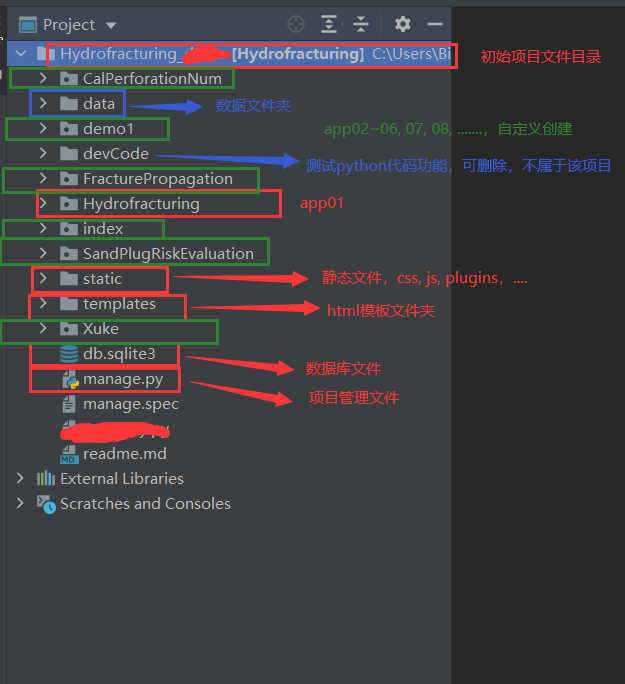 Project
Hydrofracturing_ [Hydrofracturing] C:\Users\Bi 初始项目文件目录
CalPerforationNum
data 数据文件夹
demo1 app02~06, 07, 08, ......., 自定义创建
devCode 测试python代码功能，可删除，不属于该项目
FracturePropagation
Hydrofracturing app01
index
SandPlugRiskEvaluation
static 静态文件，css, js, plugins，....
templates html模板文件夹
Xuke
db.sqlite3 数据库文件
manage.py 项目管理文件
manage.spec
readme.md
External Libraries
Scratches and Consoles